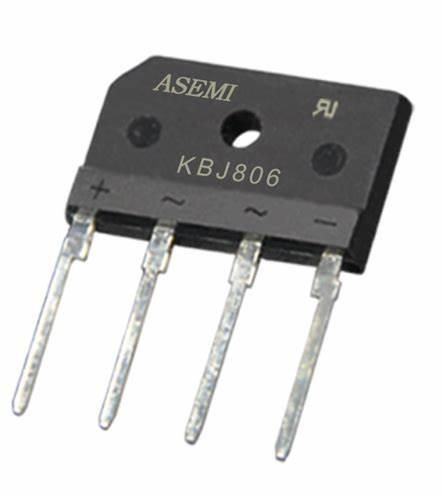 ASEMI
KBJ806
+ ~ ~ −